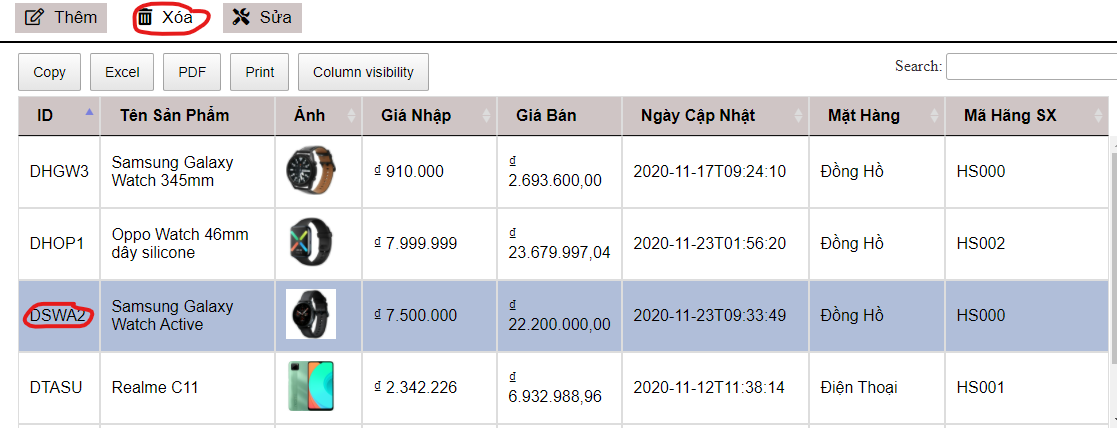 Thêm Xóa Sửa
Copy Excel PDF Print Column visibility Search:
ID Tên Sản Phẩm Ảnh Giá Nhập Giá Bán Ngày Cập Nhật Mặt Hàng Mã Hãng SX
DHGW3 Samsung Galaxy Watch 345mm ₫ 910.000 ₫ 2.693.600,00 2020-11-17T09:24:10 Đồng Hồ HS000
DHOP1 Oppo Watch 46mm dây silicone ₫ 7.999.999 ₫ 23.679.997,04 2020-11-23T01:56:20 Đồng Hồ HS002
DSWA2 Samsung Galaxy Watch Active ₫ 7.500.000 ₫ 22.200.000,00 2020-11-23T09:33:49 Đồng Hồ HS000
DTASU Realme C11 ₫ 2.342.226 ₫ 6.932.988,96 2020-11-12T11:38:14 Điện Thoại HS001